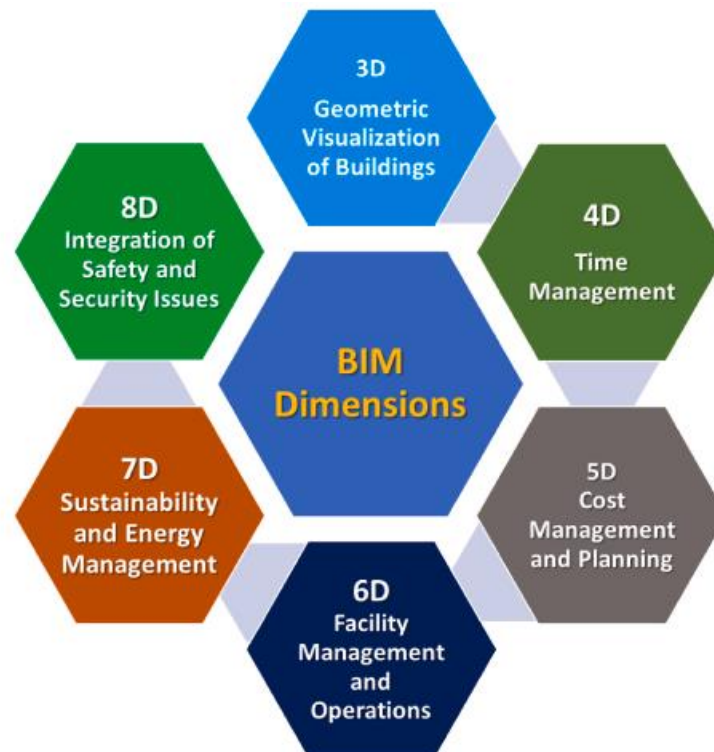 3D
Geometric
Visualization
of Buildings
4D
Time
Management
5D
Cost
Management
and Planning
6D
Facility
Management
and
Operations
7D
Sustainability
and Energy
Management
8D
Integration of
Safety and
Security Issues
BIM
Dimensions